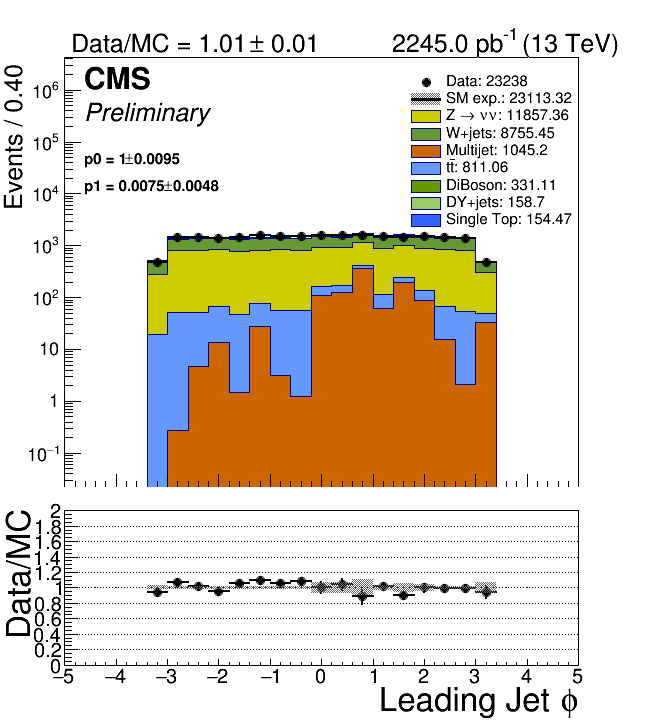 Data/MC = 1.01 ± 0.01 2245.0 pb⁻¹ (13 TeV)
CMS
Preliminary
p0 = 1±0.0095
p1 = 0.0075±0.0048
Data: 23238
SM exp.: 23113.32
Z → νν: 11857.36
W+jets: 8755.45
Multijet: 1045.2
tt̄: 811.06
DiBoson: 331.11
DY+jets: 158.7
Single Top: 154.47
Events / 0.40
10⁶
10⁵
10⁴
10³
10²
10
1
10⁻¹
Data/MC
2
1.8
1.6
1.4
1.2
1
0.8
0.6
0.4
0.2
0
−5 −4 −3 −2 −1 0 1 2 3 4 5
Leading Jet ϕ